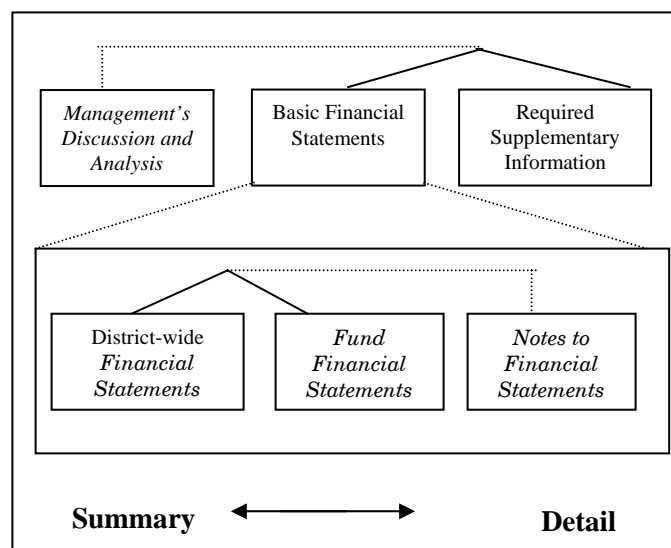 Management's
Discussion and
Analysis
Basic Financial
Statements
Required
Supplementary
Information
District-wide
Financial
Statements
Fund
Financial
Statements
Notes to
Financial
Statements
Summary
Detail